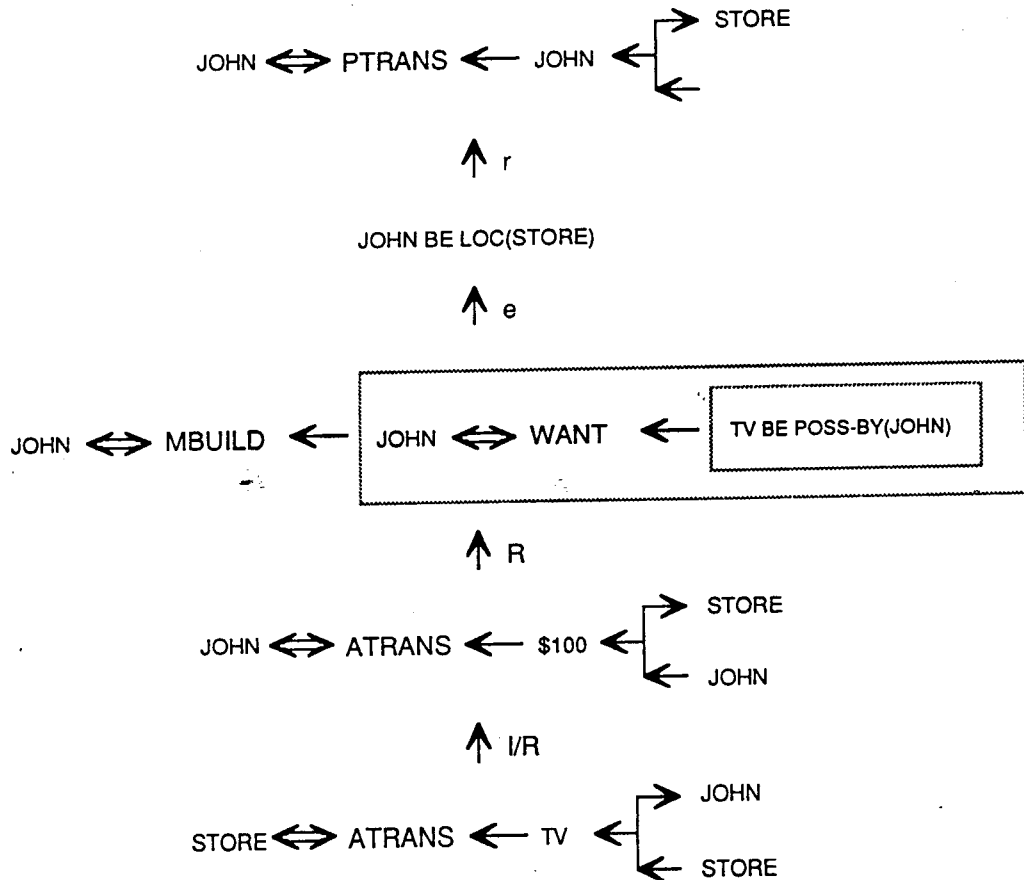 STORE
JOHN PTRANS JOHN
r
JOHN BE LOC(STORE)
e
JOHN MBUILD JOHN WANT TV BE POSS-BY(JOHN)
R
STORE
JOHN ATRANS $100
JOHN
I/R
JOHN
STORE ATRANS TV
STORE